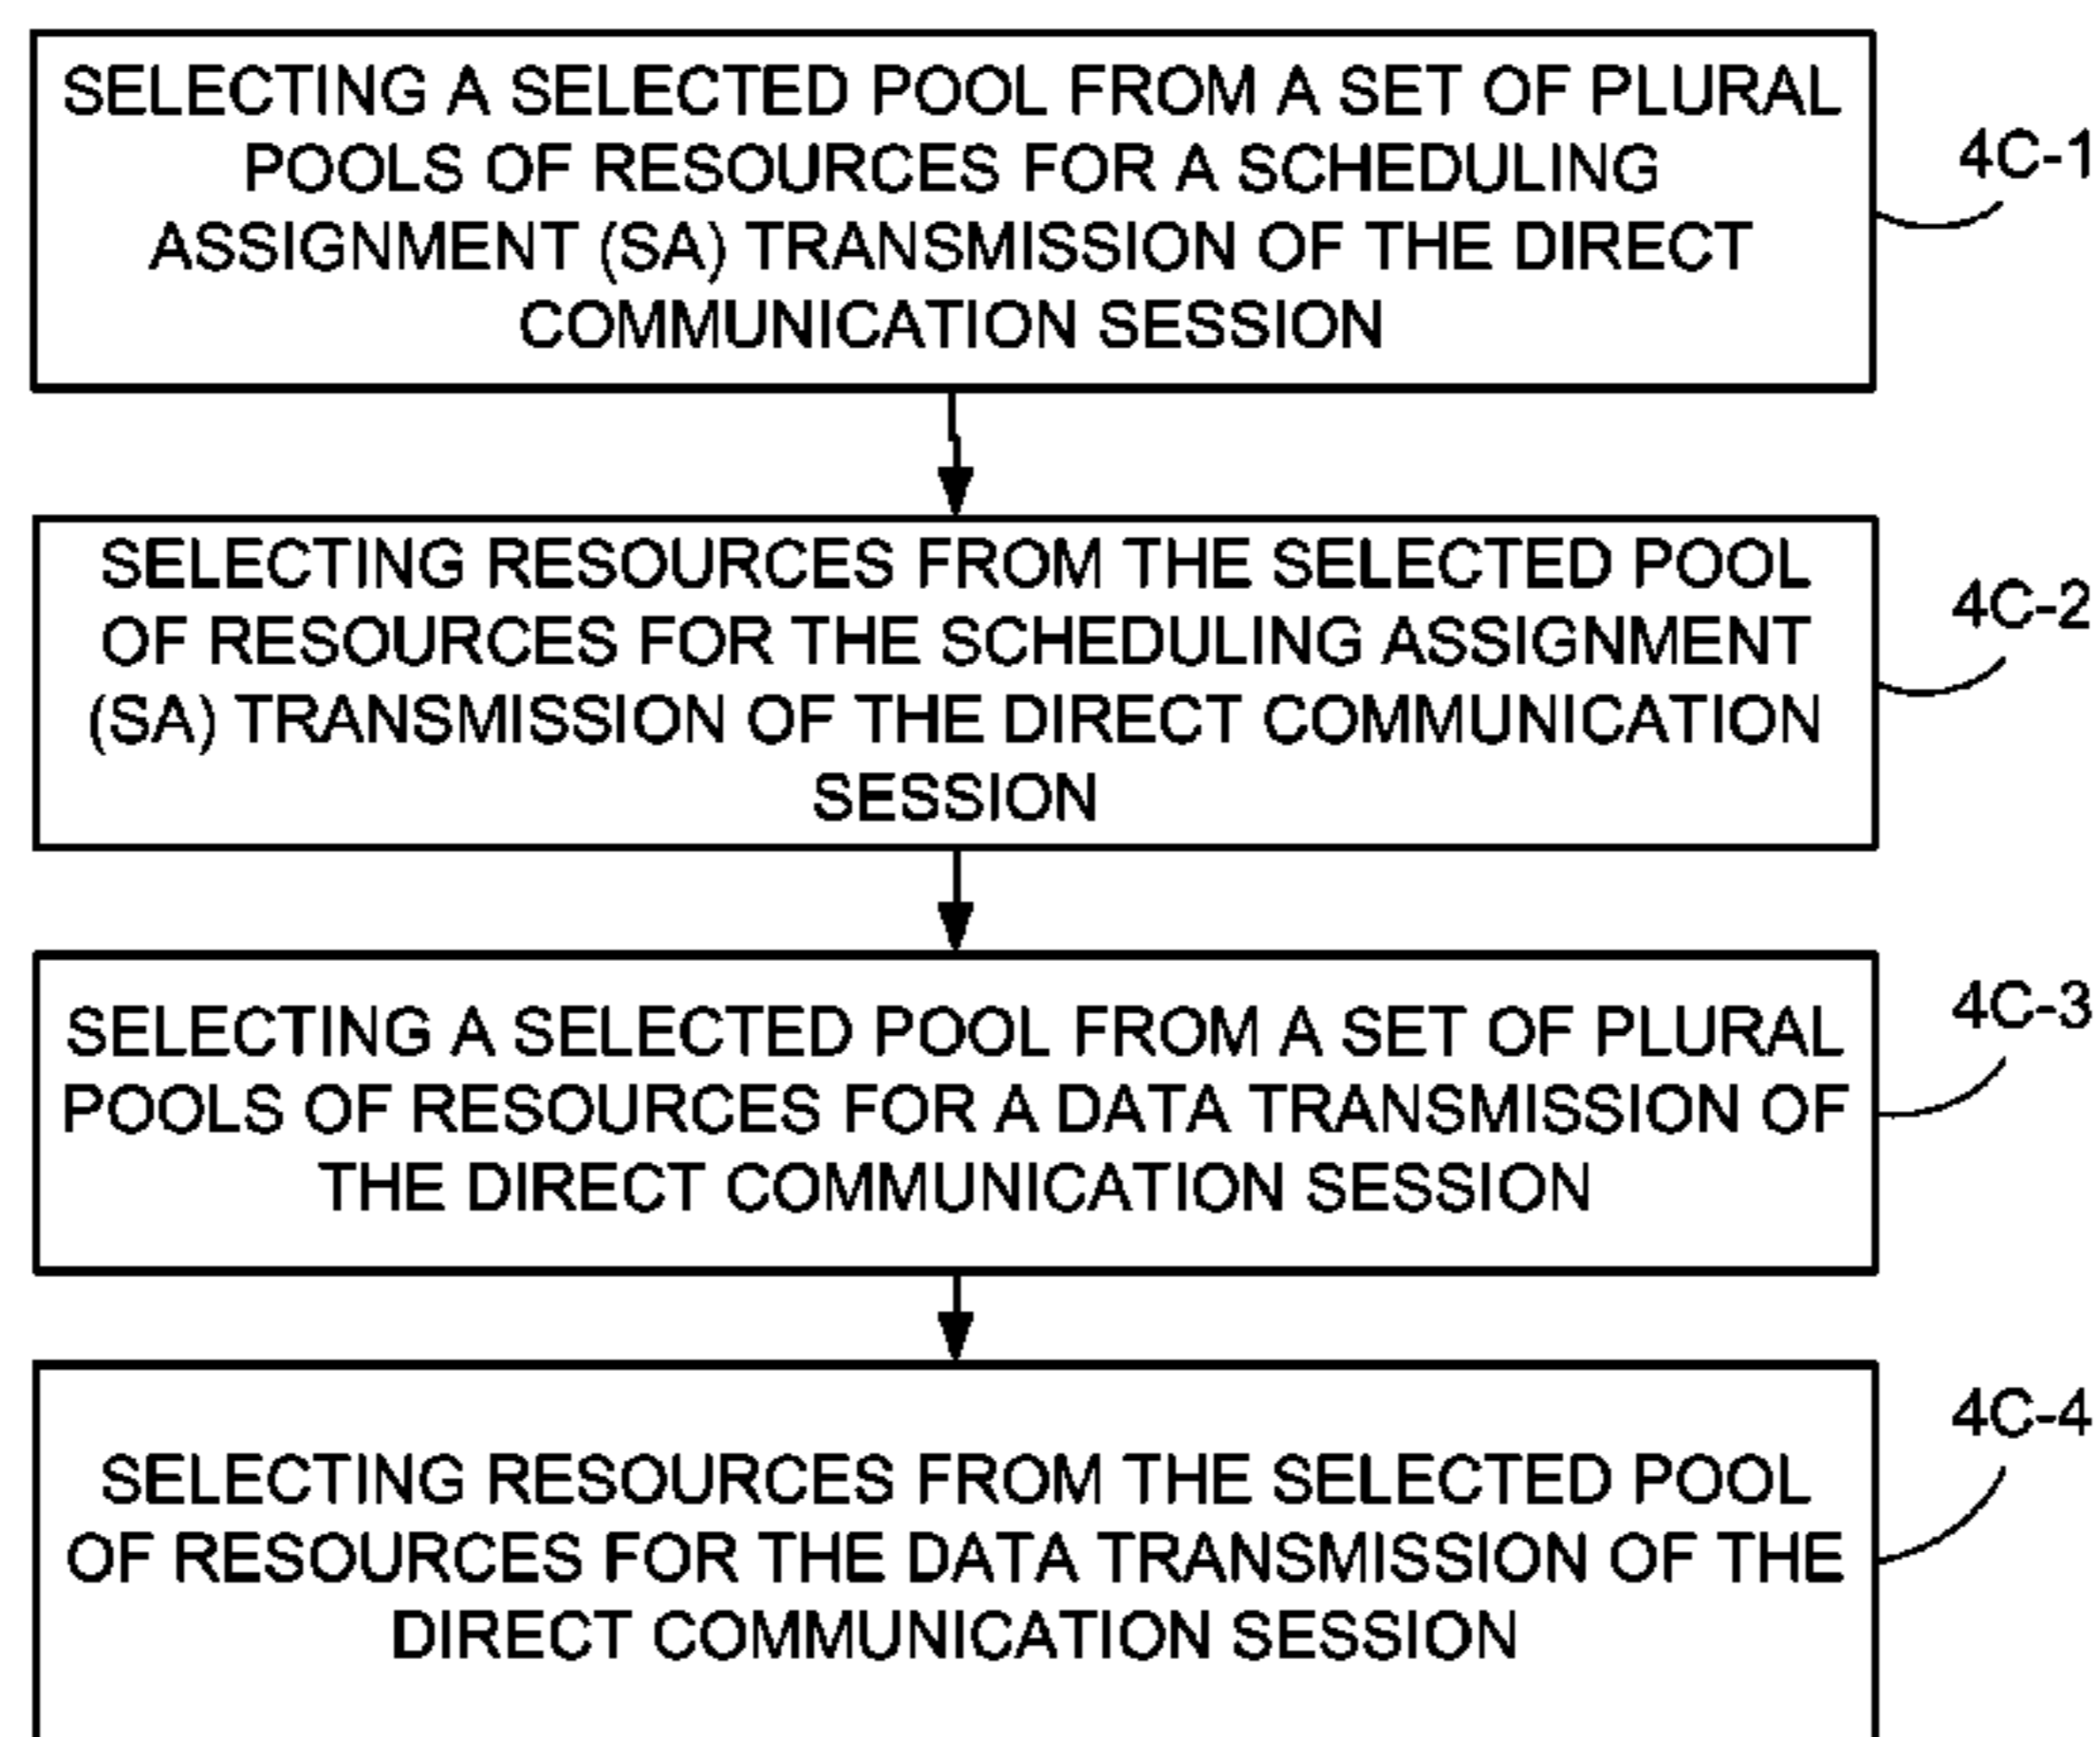 SELECTING A SELECTED POOL FROM A SET OF PLURAL
POOLS OF RESOURCES FOR A SCHEDULING
ASSIGNMENT (SA) TRANSMISSION OF THE DIRECT
COMMUNICATION SESSION
4C-1
SELECTING RESOURCES FROM THE SELECTED POOL
OF RESOURCES FOR THE SCHEDULING ASSIGNMENT
(SA) TRANSMISSION OF THE DIRECT COMMUNICATION
SESSION
4C-2
SELECTING A SELECTED POOL FROM A SET OF PLURAL
POOLS OF RESOURCES FOR A DATA TRANSMISSION OF
THE DIRECT COMMUNICATION SESSION
4C-3
SELECTING RESOURCES FROM THE SELECTED POOL
OF RESOURCES FOR THE DATA TRANSMISSION OF THE
DIRECT COMMUNICATION SESSION
4C-4